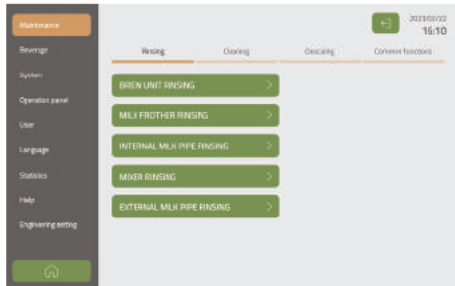 Maintenance
2023/03/22
16:10
Beverage
Rinsing
Cleaning
Descaling
Common functions
System
BREW UNIT RINSING
Operation panel
MILK FROTHER RINSING
User
Language
INTERNAL MILK PIPE RINSING
Statistics
MIXER RINSING
Help
EXTERNAL MILK PIPE RINSING
Engineering setting